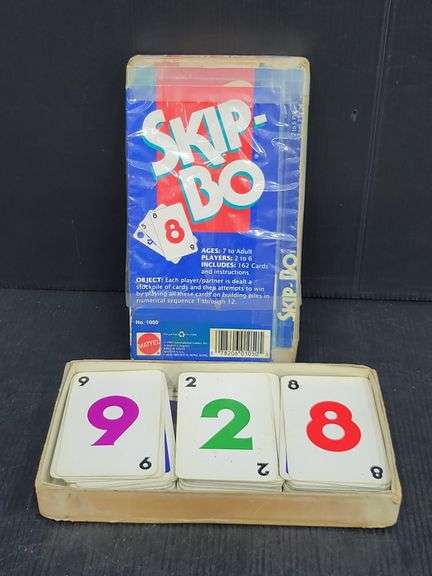 SKIP-
BO
8
AGES: 7 to Adult
PLAYERS: 2 to 6
INCLUDES: 162 Cards
and instructions
OBJECT: Each player/partner is dealt a
stockpile of cards and then attempts to win
by playing all these cards on building piles in
numerical sequence 1 through 12.
SKIP-BO
No. 1000
MATTEL
9
9
9
2
2
2
8
8
8